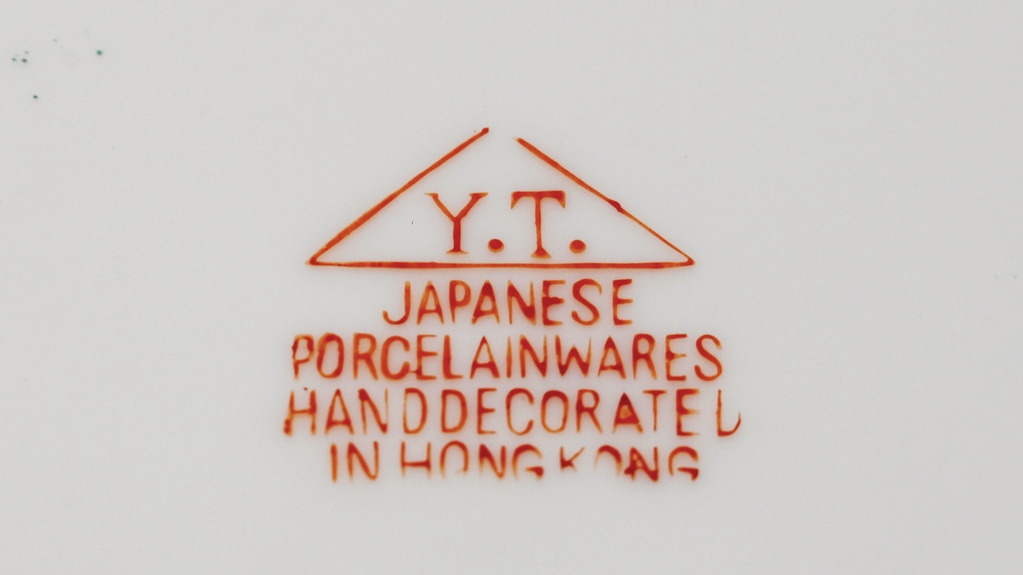 Y.T.
JAPANESE
PORCELAINWARES
HANDDECORATED
IN HONG KONG